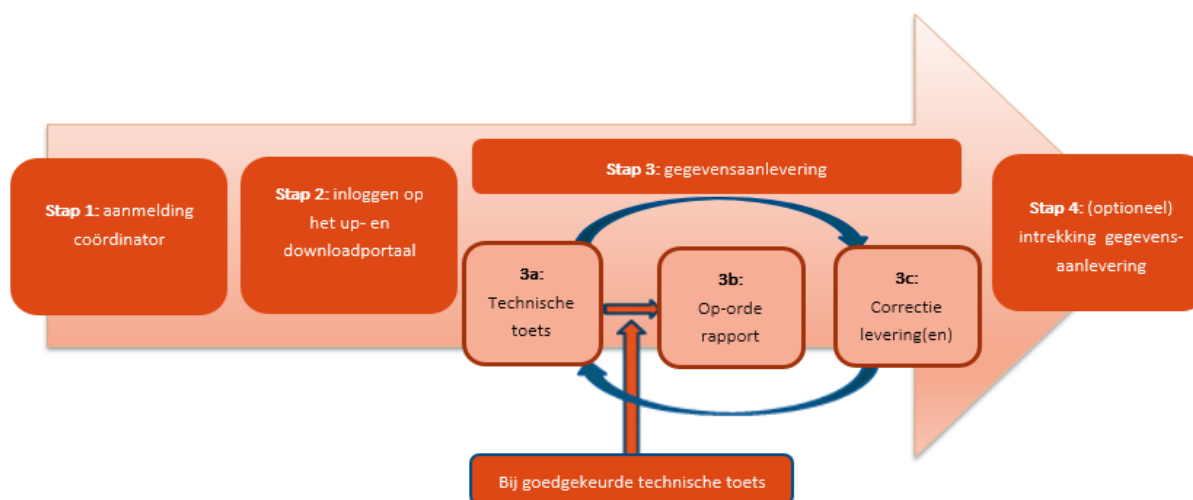 Stap 1: aanmelding
coördinator
Stap 2: inloggen op
het up- en
downloadportaal
Stap 3: gegevensaanlevering
3a:
Technische
toets
3b:
Op-orde
rapport
3c:
Correctie
levering(en)
Stap 4: (optioneel)
intrekking gegevens-
aanlevering
Bij goedgekeurde technische toets